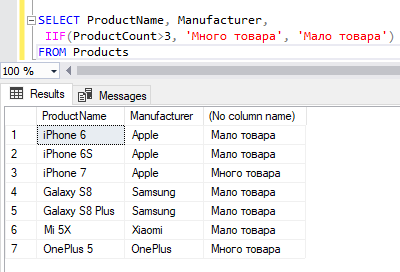 SELECT ProductName, Manufacturer,
IIF(ProductCount>3, 'Много товара', 'Мало товара')
FROM Products
100 %
Results Messages
ProductName Manufacturer (No column name)
1 iPhone 6 Apple Мало товара
2 iPhone 6S Apple Мало товара
3 iPhone 7 Apple Много товара
4 Galaxy S8 Samsung Мало товара
5 Galaxy S8 Plus Samsung Мало товара
6 Mi 5X Xiaomi Мало товара
7 OnePlus 5 OnePlus Много товара